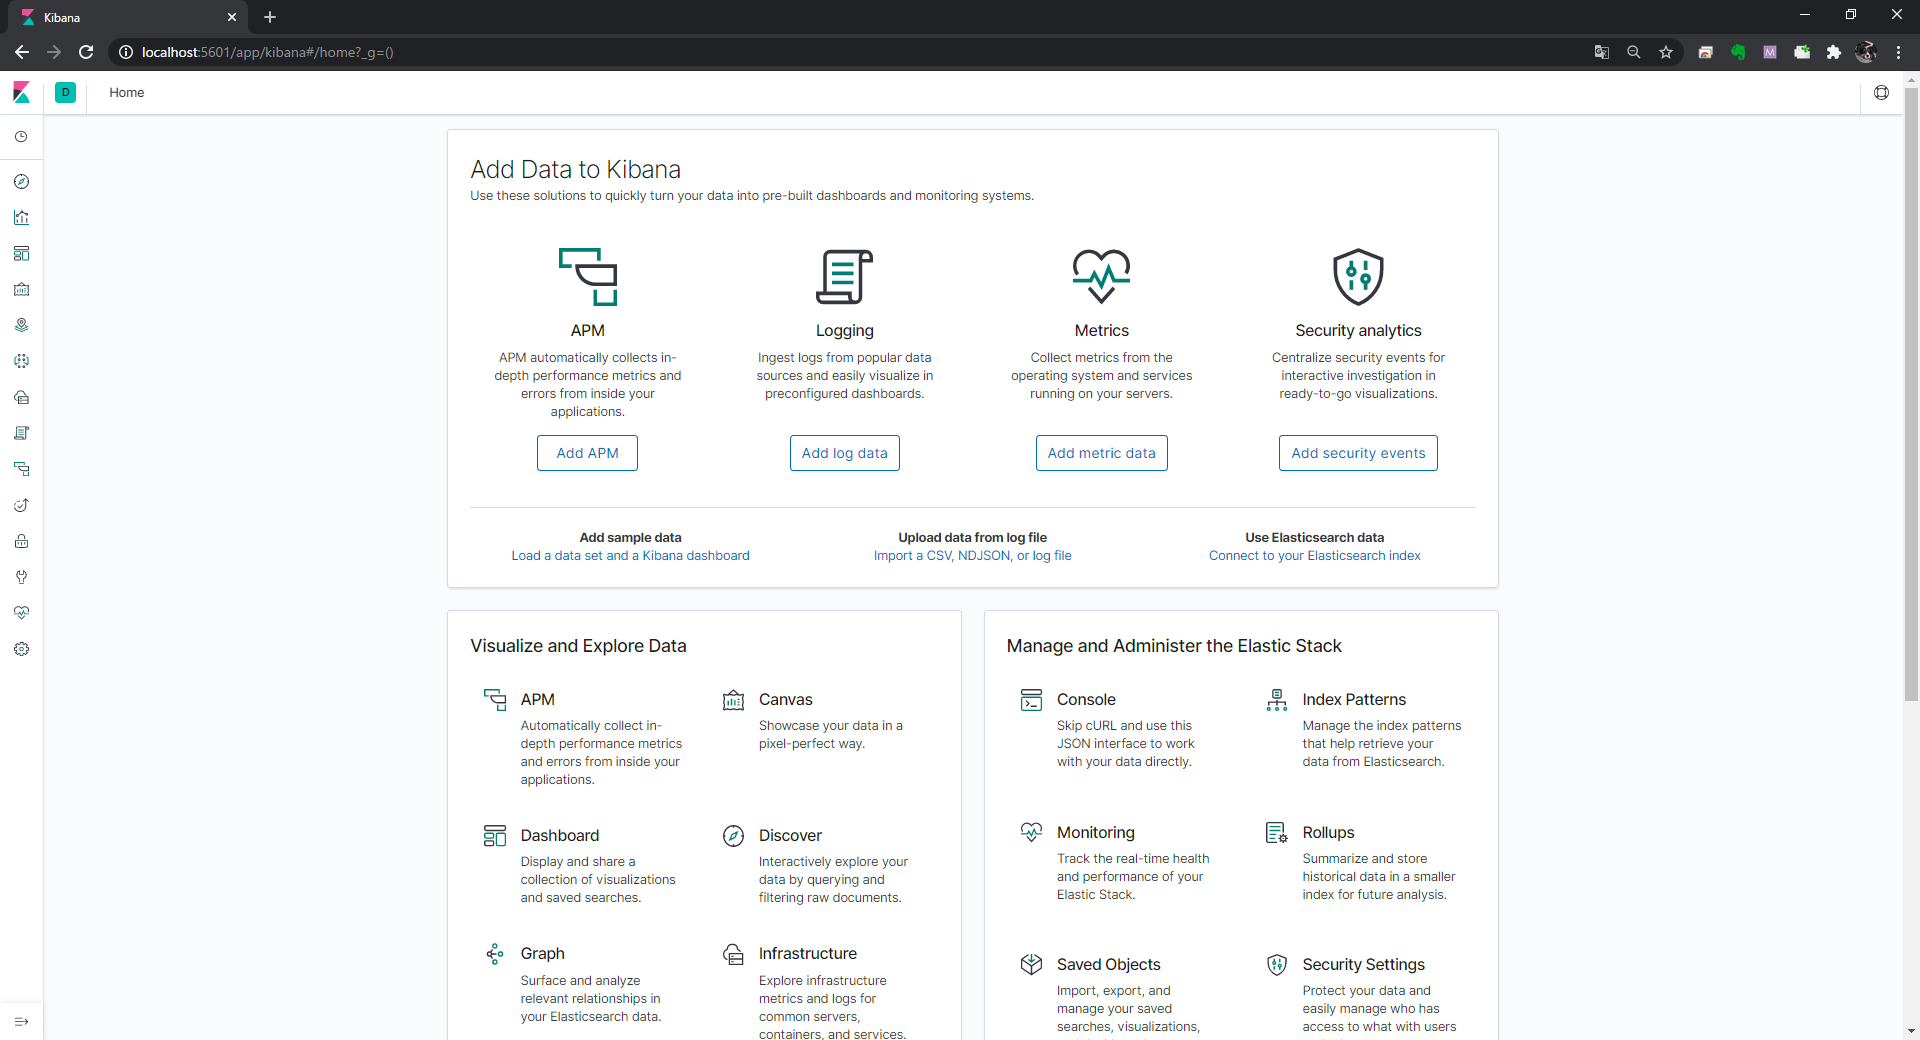 Kibana
localhost:5601/app/kibana#/home?_g=()
D
Home
Add Data to Kibana
Use these solutions to quickly turn your data into pre-built dashboards and monitoring systems.
APM
APM automatically collects in-
depth performance metrics and
errors from inside your
applications.
Add APM
Logging
Ingest logs from popular data
sources and easily visualize in
preconfigured dashboards.
Add log data
Metrics
Collect metrics from the
operating system and services
running on your servers.
Add metric data
Security analytics
Centralize security events for
interactive investigation in
ready-to-go visualizations.
Add security events
Add sample data
Load a data set and a Kibana dashboard
Upload data from log file
Import a CSV, NDJSON, or log file
Use Elasticsearch data
Connect to your Elasticsearch index
Visualize and Explore Data
APM
Automatically collect in-
depth performance metrics
and errors from inside your
applications.
Canvas
Showcase your data in a
pixel-perfect way.
Dashboard
Display and share a
collection of visualizations
and saved searches.
Discover
Interactively explore your
data by querying and
filtering raw documents.
Graph
Surface and analyze
relevant relationships in
your Elasticsearch data.
Infrastructure
Explore infrastructure
metrics and logs for
common servers,
containers, and services.
Manage and Administer the Elastic Stack
Console
Skip cURL and use this
JSON interface to work
with your data directly.
Index Patterns
Manage the index patterns
that help retrieve your
data from Elasticsearch.
Monitoring
Track the real-time health
and performance of your
Elastic Stack.
Rollups
Summarize and store
historical data in a smaller
index for future analysis.
Saved Objects
Import, export, and
manage your saved
searches, visualizations,
Security Settings
Protect your data and
easily manage who has
access to what with users